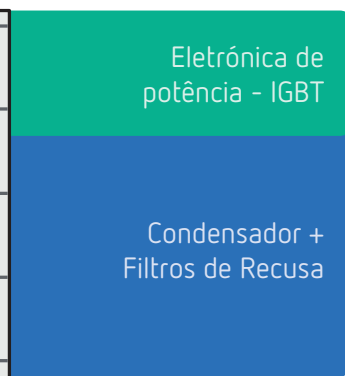 Eletrónica de
potência - IGBT
Condensador +
Filtros de Recusa